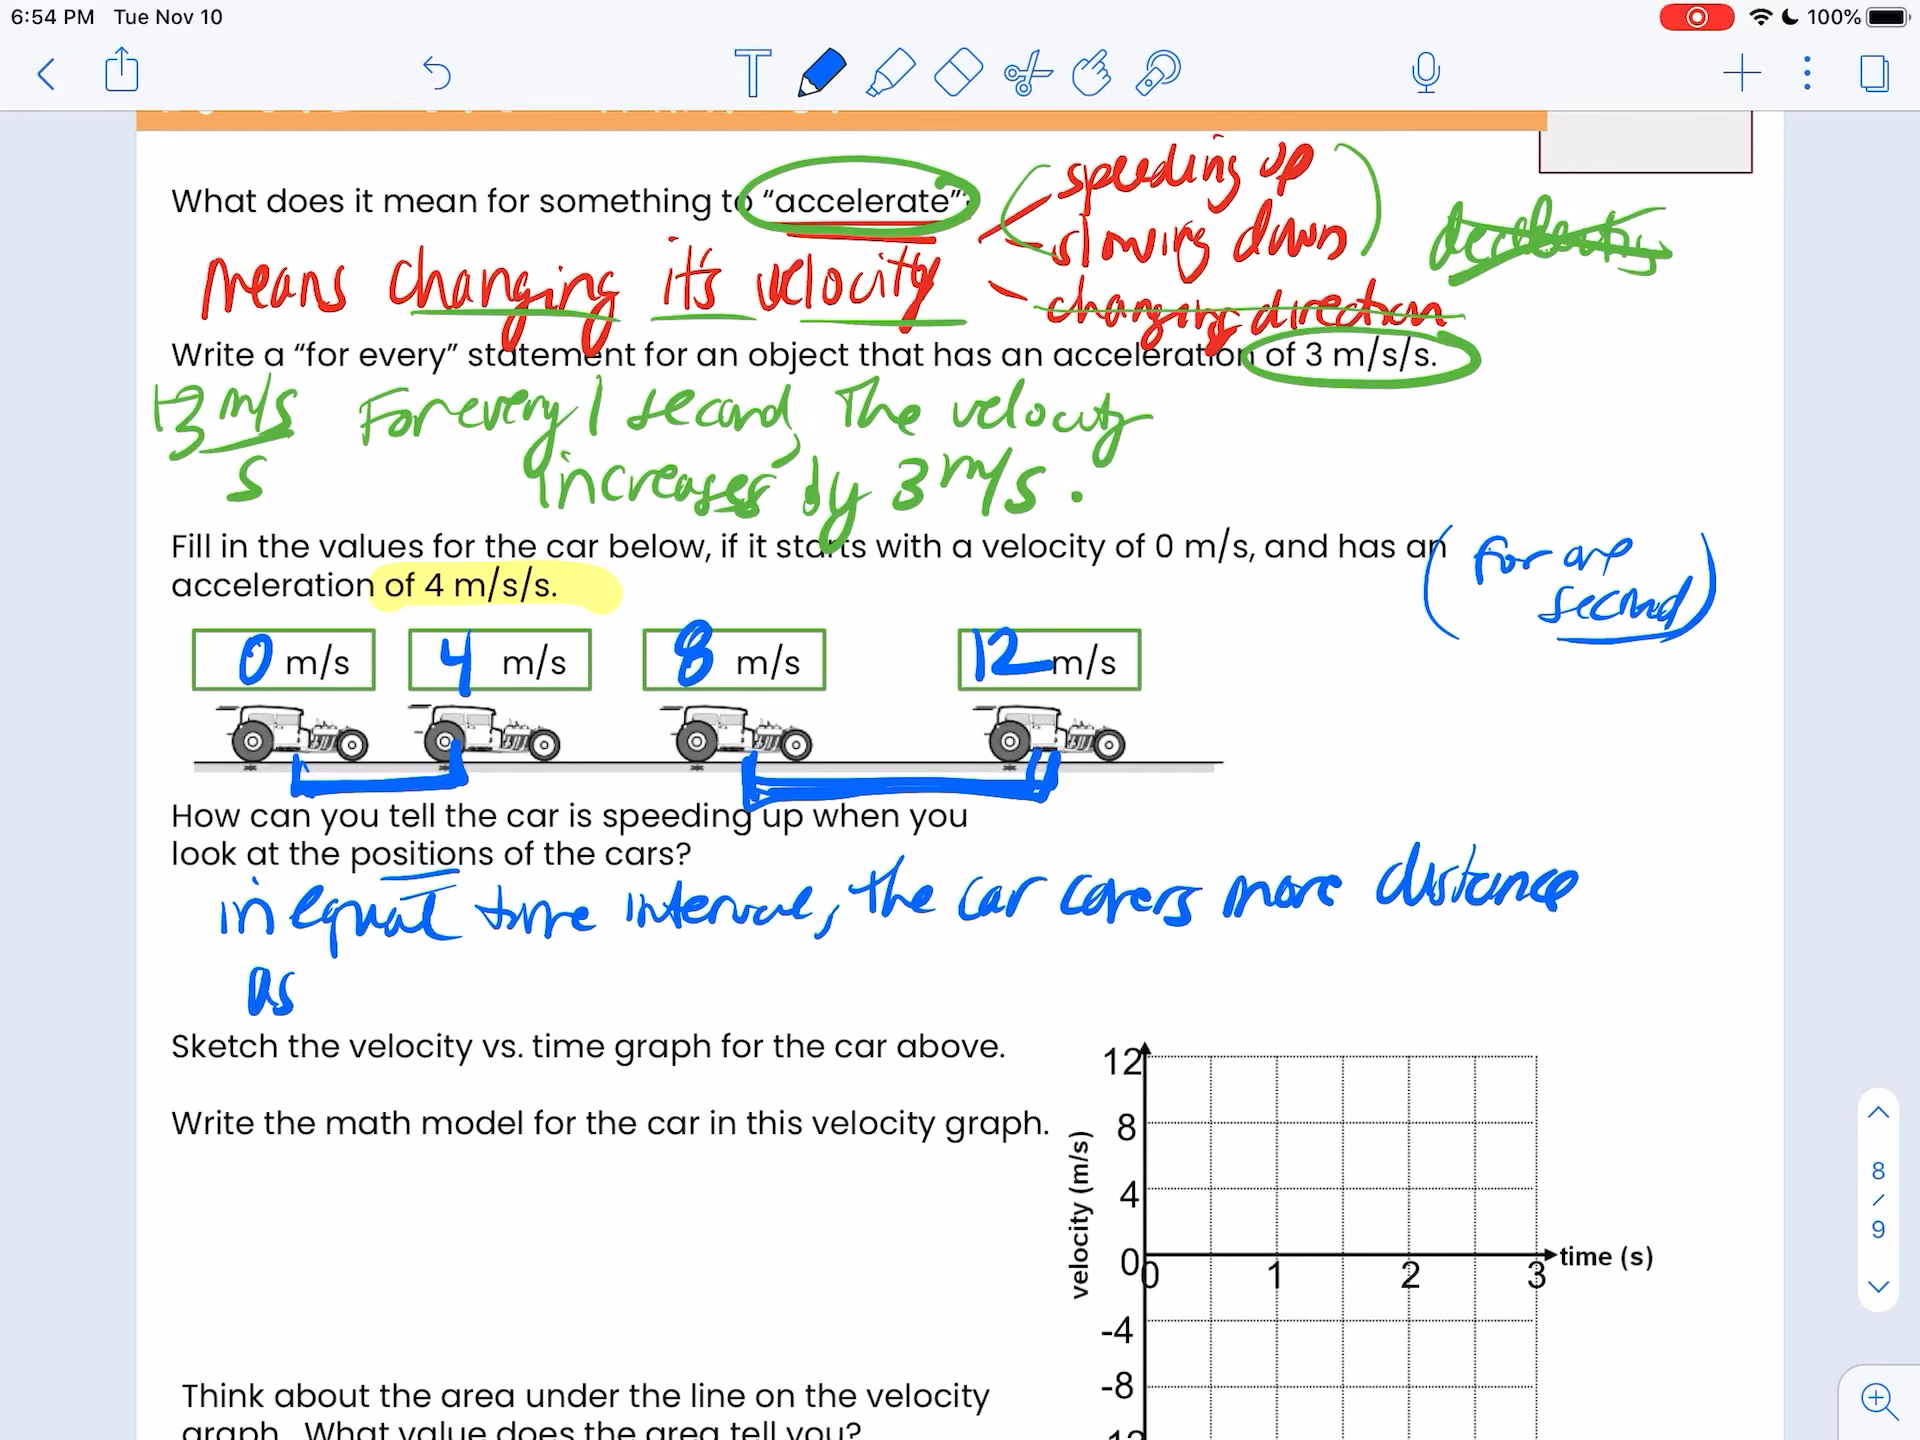 6:54 PM Tue Nov 10
100%
What does it mean for something to “accelerate”?
speeding up
slowing down
changing direction
decelerating
means changing it's velocity
Write a “for every” statement for an object that has an acceleration of 3 m/s/s.
3 m/s
s
For every 1 second, The velocity
increases by 3 m/s.
Fill in the values for the car below, if it starts with a velocity of 0 m/s, and has an
acceleration of 4 m/s/s.
(for one
second)
0 m/s 4 m/s 8 m/s 12 m/s
How can you tell the car is speeding up when you
look at the positions of the cars?
in equal time interval, the car covers more distance
as
Sketch the velocity vs. time graph for the car above.
Write the math model for the car in this velocity graph.
12
8
4
0
-4
-8
velocity (m/s)
0 1 2 3
time (s)
8
/
9
Think about the area under the line on the velocity
graph. What value does the area tell you?